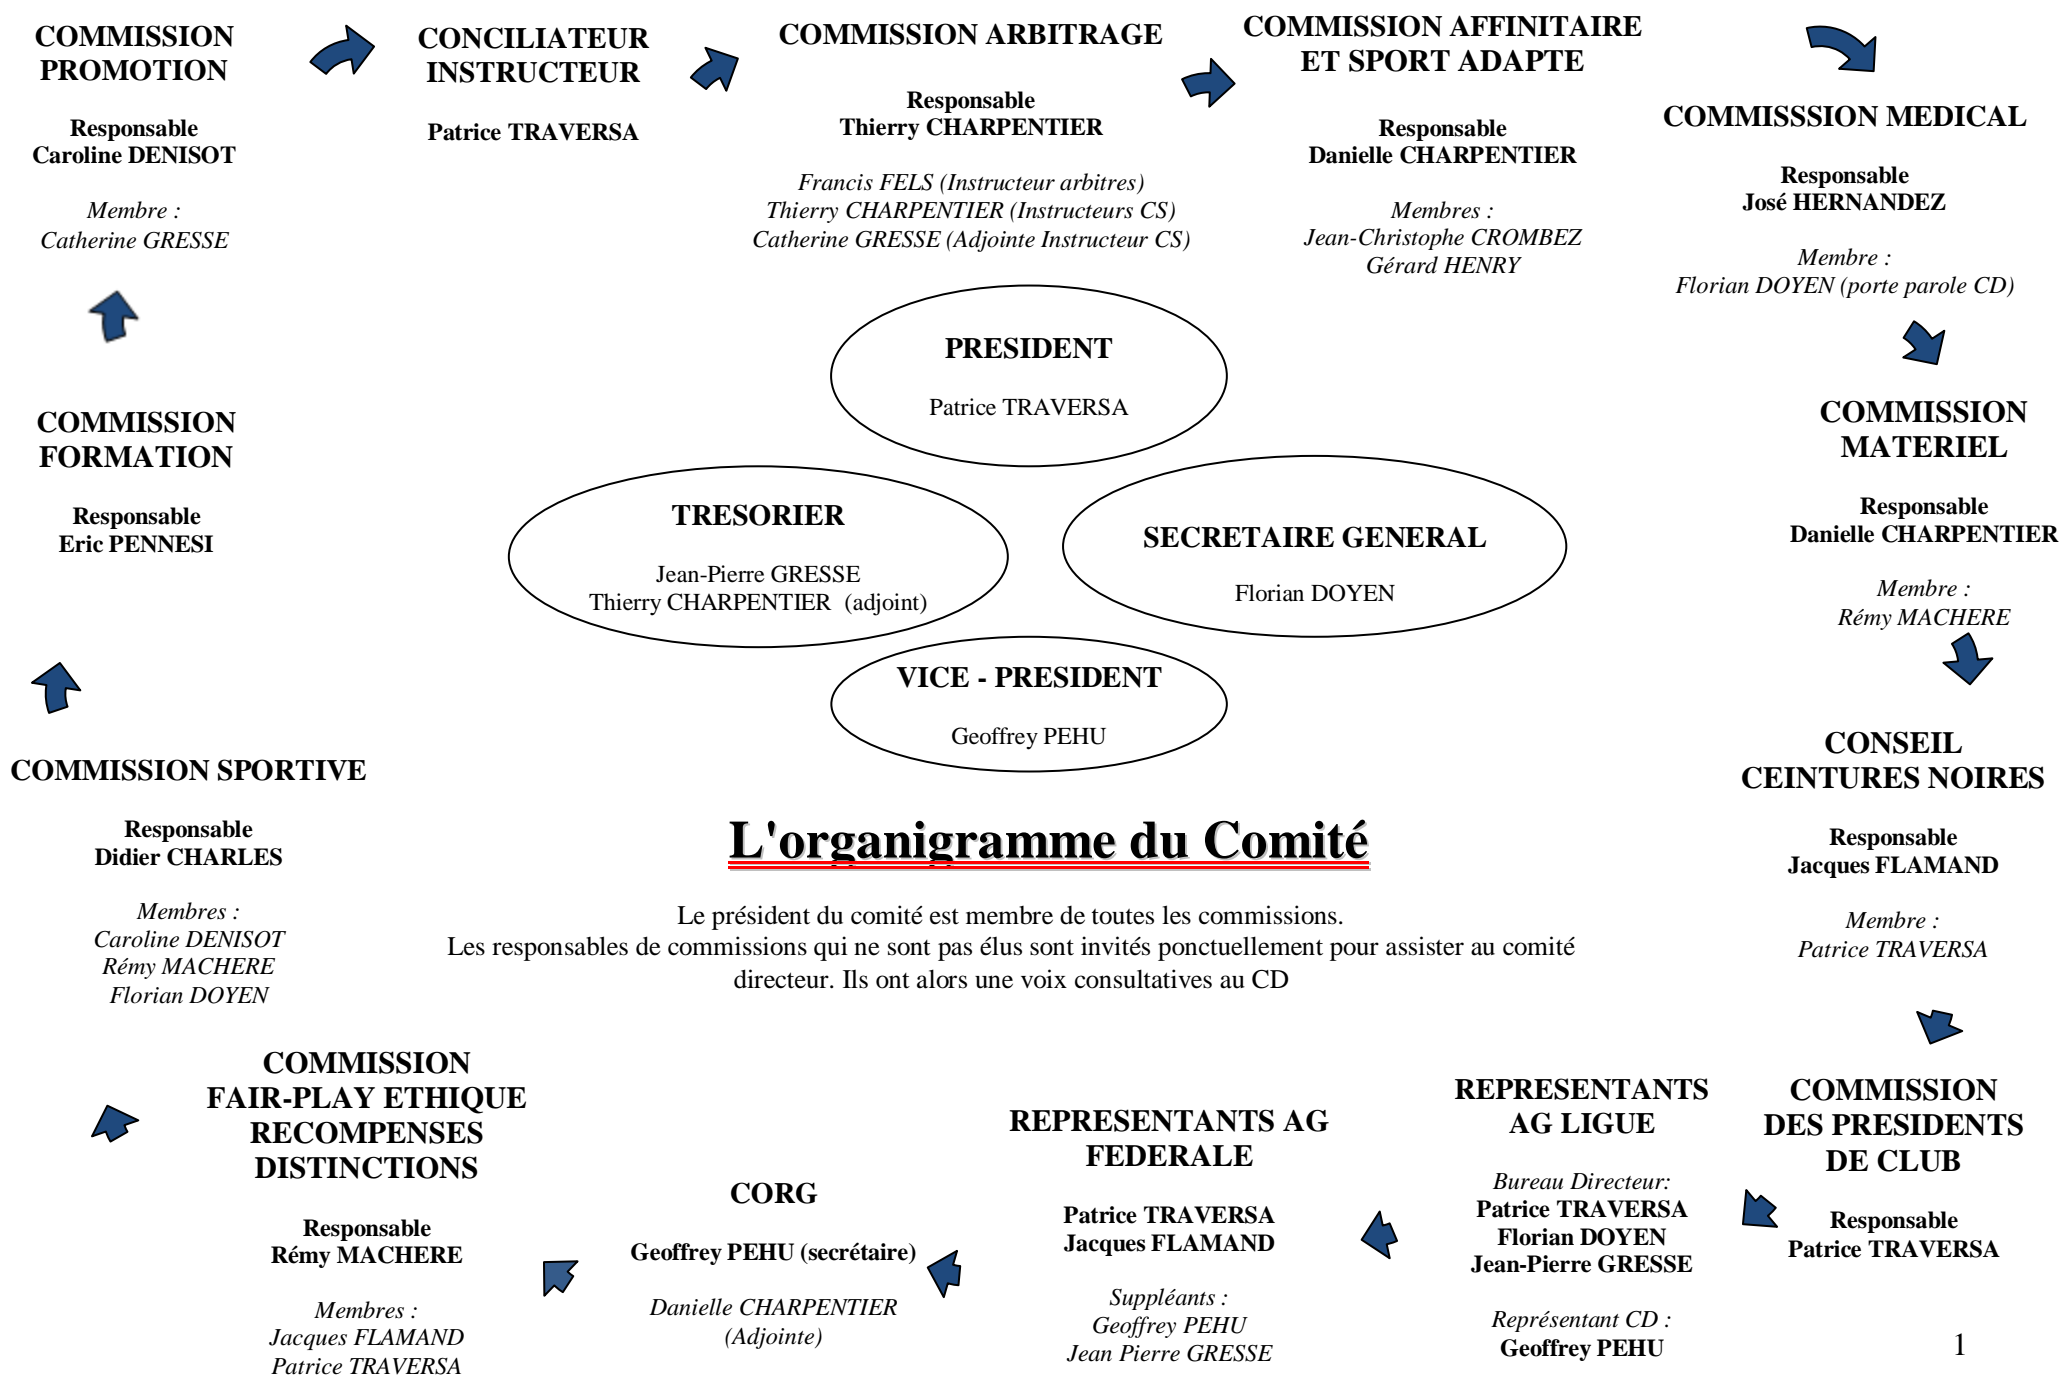 COMMISSION
PROMOTION
Responsable
Caroline DENISOT
Membre :
Catherine GRESSE
CONCILIATEUR
INSTRUCTEUR
Patrice TRAVERSA
COMMISSION ARBITRAGE
Responsable
Thierry CHARPENTIER
Francis FELS (Instructeur arbitres)
Thierry CHARPENTIER (Instructeurs CS)
Catherine GRESSE (Adjointe Instructeur CS)
COMMISSION AFFINITAIRE
ET SPORT ADAPTE
Responsable
Danielle CHARPENTIER
Membres :
Jean-Christophe CROMBEZ
Gérard HENRY
COMMISSSION MEDICAL
Responsable
José HERNANDEZ
Membre :
Florian DOYEN (porte parole CD)
PRESIDENT
Patrice TRAVERSA
COMMISSION
FORMATION
Responsable
Eric PENNESI
TRESORIER
Jean-Pierre GRESSE
Thierry CHARPENTIER (adjoint)
SECRETAIRE GENERAL
Florian DOYEN
COMMISSION
MATERIEL
Responsable
Danielle CHARPENTIER
Membre :
Rémy MACHERE
VICE - PRESIDENT
Geoffrey PEHU
COMMISSION SPORTIVE
Responsable
Didier CHARLES
Membres :
Caroline DENISOT
Rémy MACHERE
Florian DOYEN
L'organigramme du Comité
Le président du comité est membre de toutes les commissions.
Les responsables de commissions qui ne sont pas élus sont invités ponctuellement pour assister au comité
directeur. Ils ont alors une voix consultatives au CD
CONSEIL
CEINTURES NOIRES
Responsable
Jacques FLAMAND
Membre :
Patrice TRAVERSA
COMMISSION
FAIR-PLAY ETHIQUE
RECOMPENSES
DISTINCTIONS
Responsable
Rémy MACHERE
Membres :
Jacques FLAMAND
Patrice TRAVERSA
CORG
Geoffrey PEHU (secrétaire)
Danielle CHARPENTIER
(Adjointe)
REPRESENTANTS AG
FEDERALE
Patrice TRAVERSA
Jacques FLAMAND
Suppléants :
Geoffrey PEHU
Jean Pierre GRESSE
REPRESENTANTS
AG LIGUE
Bureau Directeur:
Patrice TRAVERSA
Florian DOYEN
Jean-Pierre GRESSE
Représentant CD :
Geoffrey PEHU
COMMISSION
DES PRESIDENTS
DE CLUB
Responsable
Patrice TRAVERSA
1